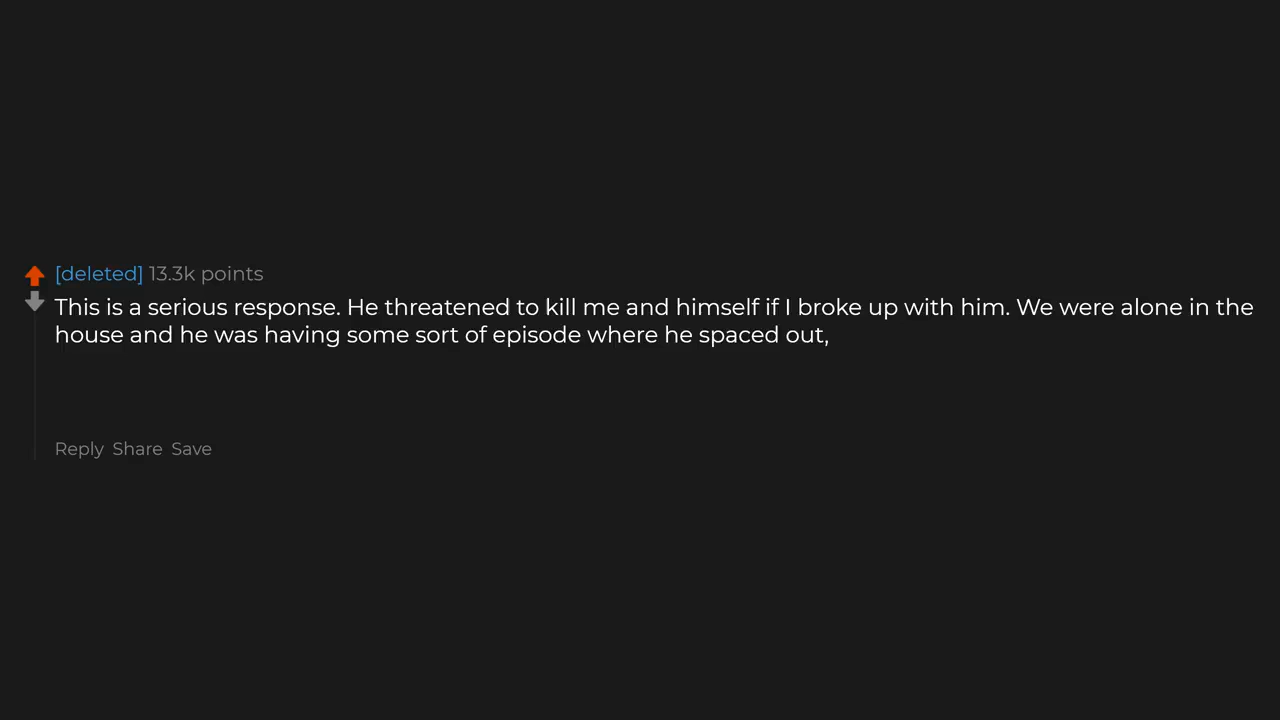 [deleted] 13.3k points
This is a serious response. He threatened to kill me and himself if I broke up with him. We were alone in the
house and he was having some sort of episode where he spaced out,
Reply Share Save